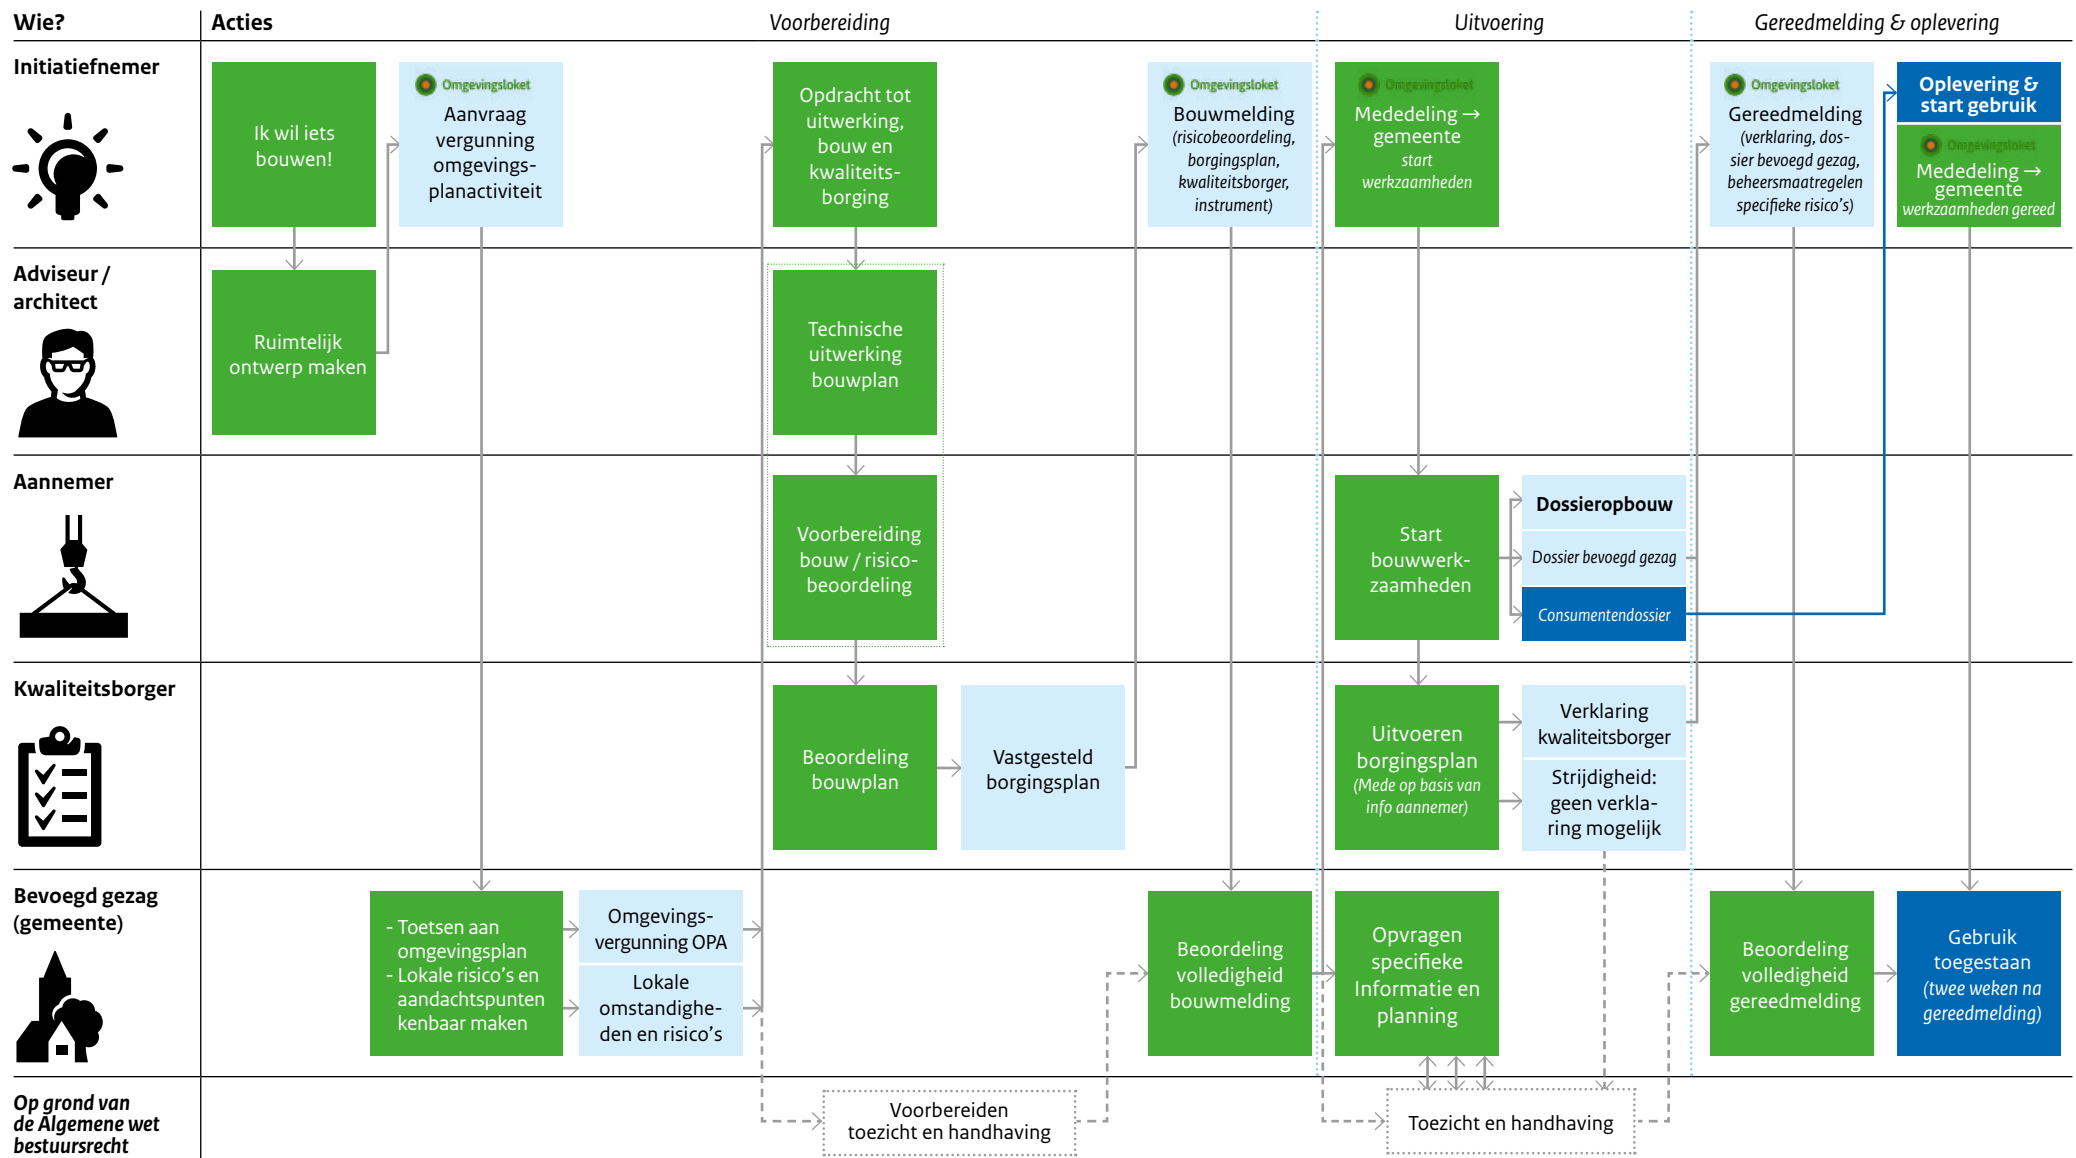 Wie?
Acties
Voorbereiding
Uitvoering
Gereedmelding & oplevering
Initiatiefnemer
Ik wil iets
bouwen!
Omgevingsloket
Aanvraag
vergunning
omgevings-
planactiviteit
Opdracht tot
uitwerking,
bouw en
kwaliteits-
borging
Omgevingsloket
Bouwmelding
(risicobeoordeling,
borgingsplan,
kwaliteitsborger,
instrument)
Omgevingsloket
Mededeling →
gemeente
start
werkzaamheden
Omgevingsloket
Gereedmelding
(verklaring, dos-
sier bevoegd gezag,
beheersmaatregelen
specifieke risico's)
Oplevering &
start gebruik
Omgevingsloket
Mededeling →
gemeente
werkzaamheden gereed
Adviseur /
architect
Ruimtelijk
ontwerp maken
Technische
uitwerking
bouwplan
Aannemer
Voorbereiding
bouw / risico-
beoordeling
Start
bouwwerk-
zaamheden
Dossieropbouw
Dossier bevoegd gezag
Consumentendossier
Kwaliteitsborger
Beoordeling
bouwplan
Vastgesteld
borgingsplan
Uitvoeren
borgingsplan
(Mede op basis van
info aannemer)
Verklaring
kwaliteitsborger
Strijdigheid:
geen verkla-
ring mogelijk
Bevoegd gezag
(gemeente)
- Toetsen aan
omgevingsplan
- Lokale risico's en
aandachtspunten
kenbaar maken
Omgevings-
vergunning OPA
Lokale
omstandighe-
den en risico's
Beoordeling
volledigheid
bouwmelding
Opvragen
specifieke
Informatie en
planning
Beoordeling
volledigheid
gereedmelding
Gebruik
toegestaan
(twee weken na
gereedmelding)
Op grond van
de Algemene wet
bestuursrecht
Voorbereiden
toezicht en handhaving
Toezicht en handhaving